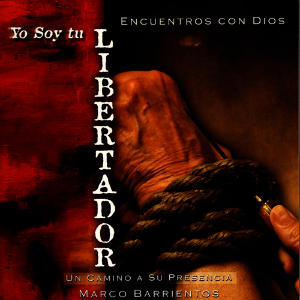 Encuentros con Dios
Yo Soy tu
LIBERTADOR
Un Camino a Su Presencia
Marco Barrientos